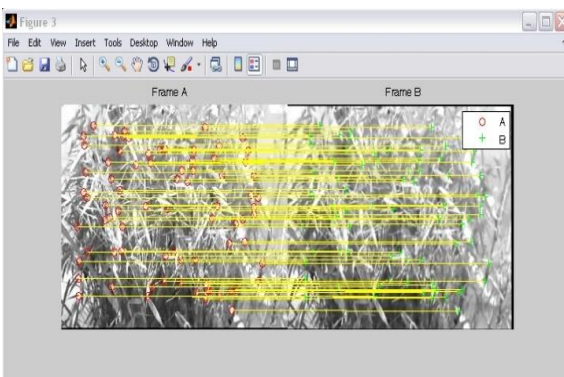 Figure 3
File Edit View Insert Tools Desktop Window Help
Frame A
Frame B
A
B